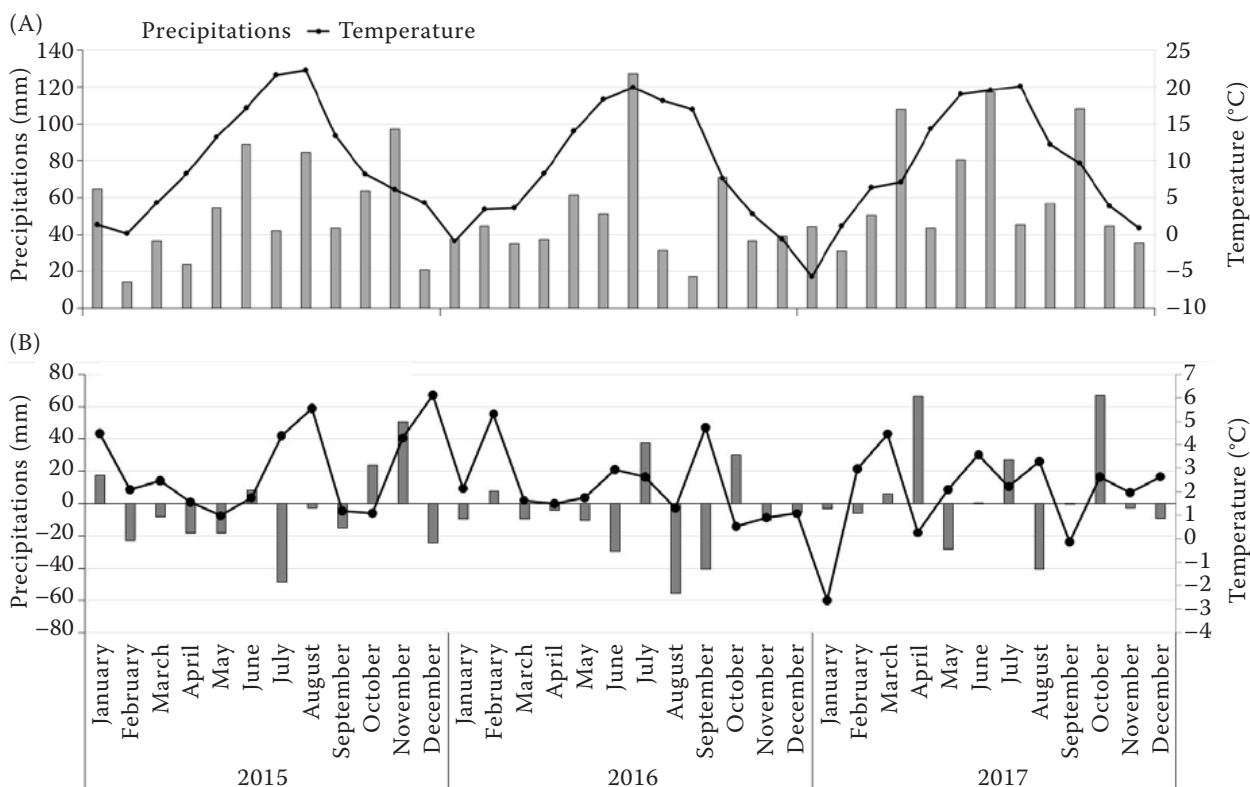 (A)
Precipitations Temperature
Precipitations (mm)
140
120
100
80
60
40
20
0
25
20
15
10
5
0
−5
−10
Temperature (°C)
(B)
Precipitations (mm)
80
60
40
20
0
−20
−40
−60
−80
7
6
5
4
3
2
1
0
−1
−2
−3
−4
Temperature (°C)
January
February
March
April
May
June
July
August
September
October
November
December
January
February
March
April
May
June
July
August
September
October
November
December
January
February
March
April
May
June
July
August
September
October
November
December
2015 2016 2017